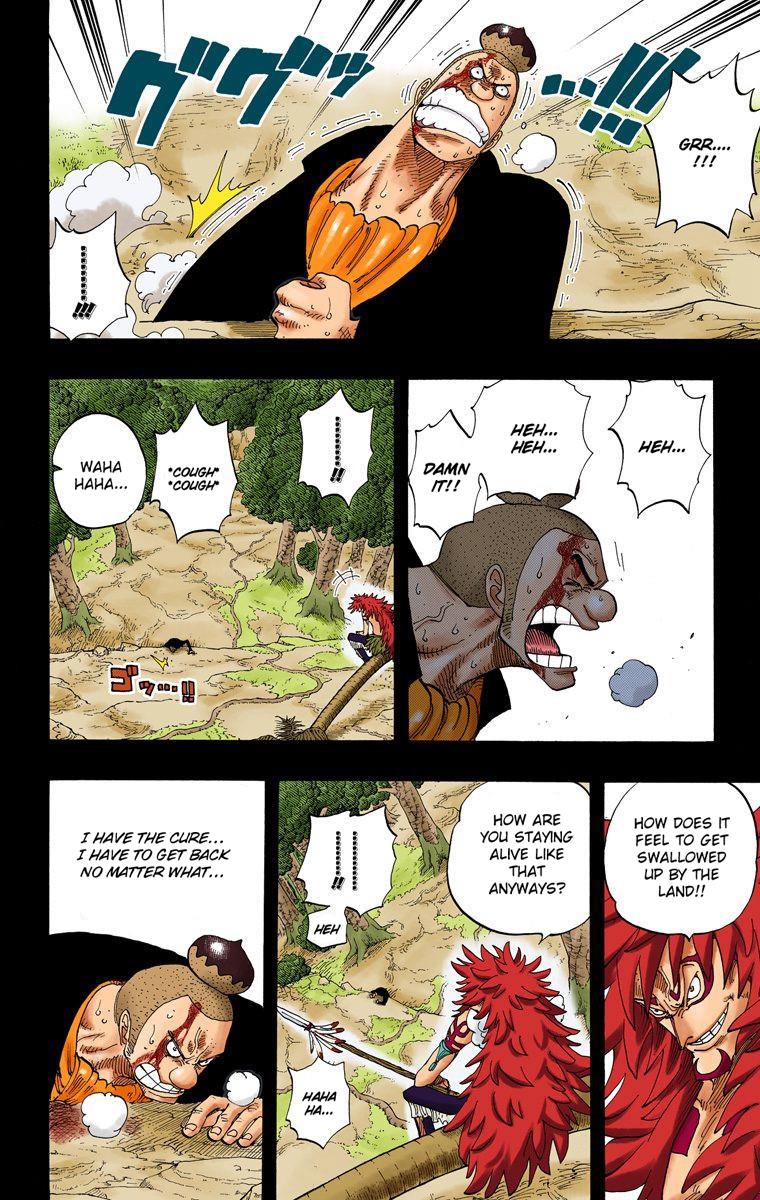 GRR....
!!!
ググッ…!!!
..........!!!
HEH...
HEH...
HEH...
DAMN
IT!!
..........!!
*COUGH*
*COUGH*
WAHA
HAHA...
ゴッ…!!
HOW DOES IT
FEEL TO GET
SWALLOWED
UP BY THE
LAND!!
HOW ARE
YOU STAYING
ALIVE LIKE
THAT
ANYWAYS?
..........!!
HEH
HAHA
HA...
I HAVE THE CURE...
I HAVE TO GET BACK
NO MATTER WHAT...